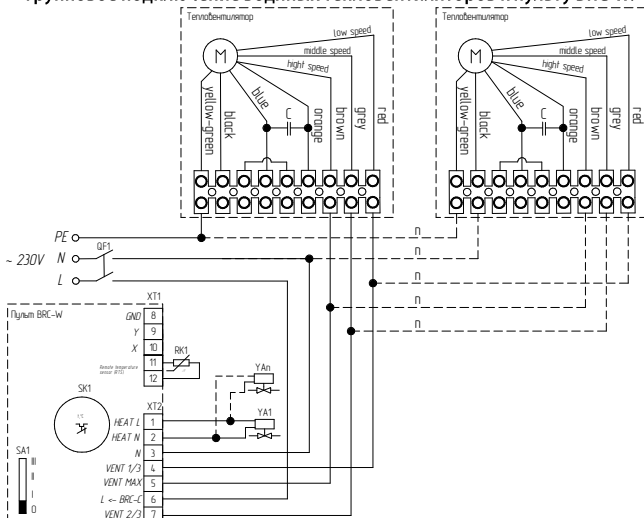 Тепловентилятор
low speed
middle speed
hight speed
M
yellow-green
black
blue
C
orange
brown
grey
red
Тепловентилятор
low speed
middle speed
hight speed
M
yellow-green
black
blue
C
orange
brown
grey
red
PE
~ 230V N QF1
L
n
n
n
n
n
Пульт BRC-W
XT1
GND 8
Y 9
X 10
Remote temperature sensor (RTS) 11
12
RK1
SK1
t,°C
YAn
YA1
XT2
HEAT L 1
HEAT N 2
N 3
VENT 1/3 4
VENT MAX 5
L <- BRC-C 6
VENT 2/3 7
SA1
III
II
I
0